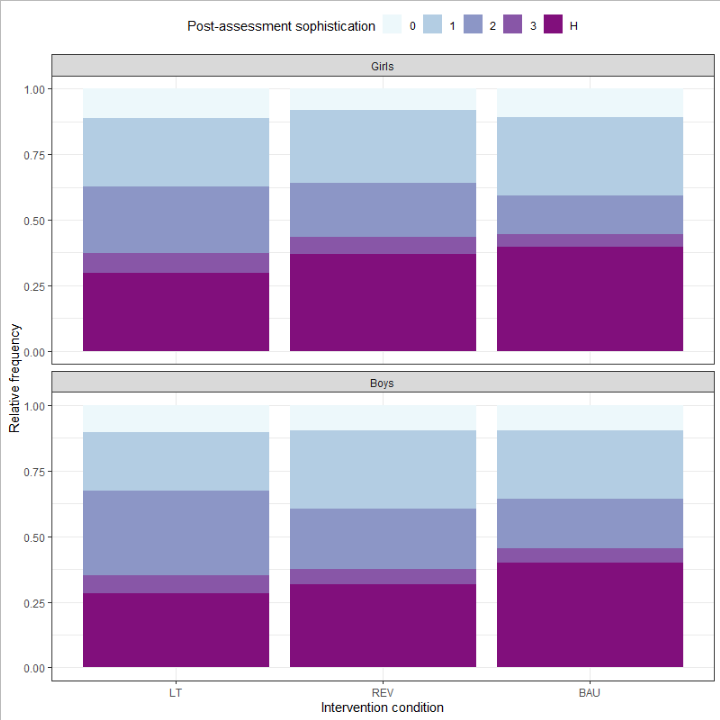 Post-assessment sophistication 0 1 2 3 H
Girls
1.00
0.75
0.50
0.25
0.00
Relative frequency
Boys
1.00
0.75
0.50
0.25
0.00
LT REV BAU
Intervention condition